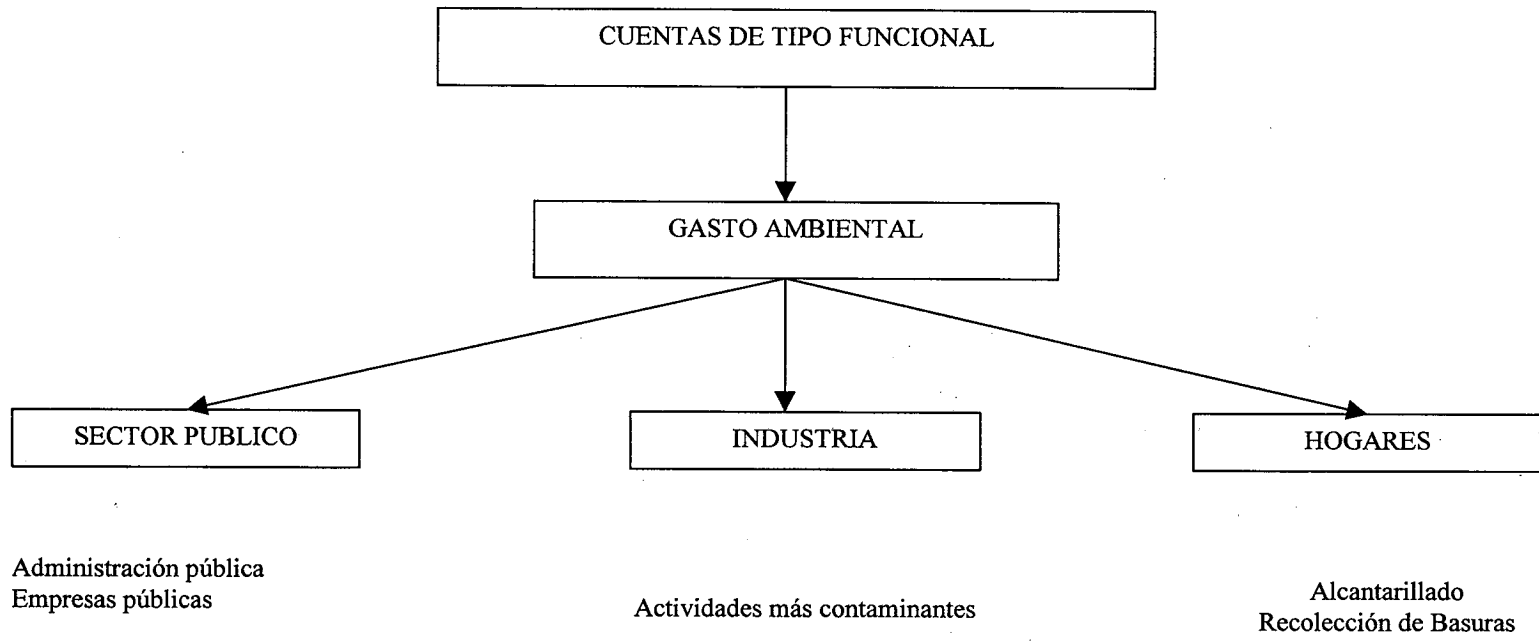 CUENTAS DE TIPO FUNCIONAL
GASTO AMBIENTAL
SECTOR PUBLICO
INDUSTRIA
HOGARES
Administración pública
Empresas públicas
Actividades más contaminantes
Alcantarillado
Recolección de Basuras